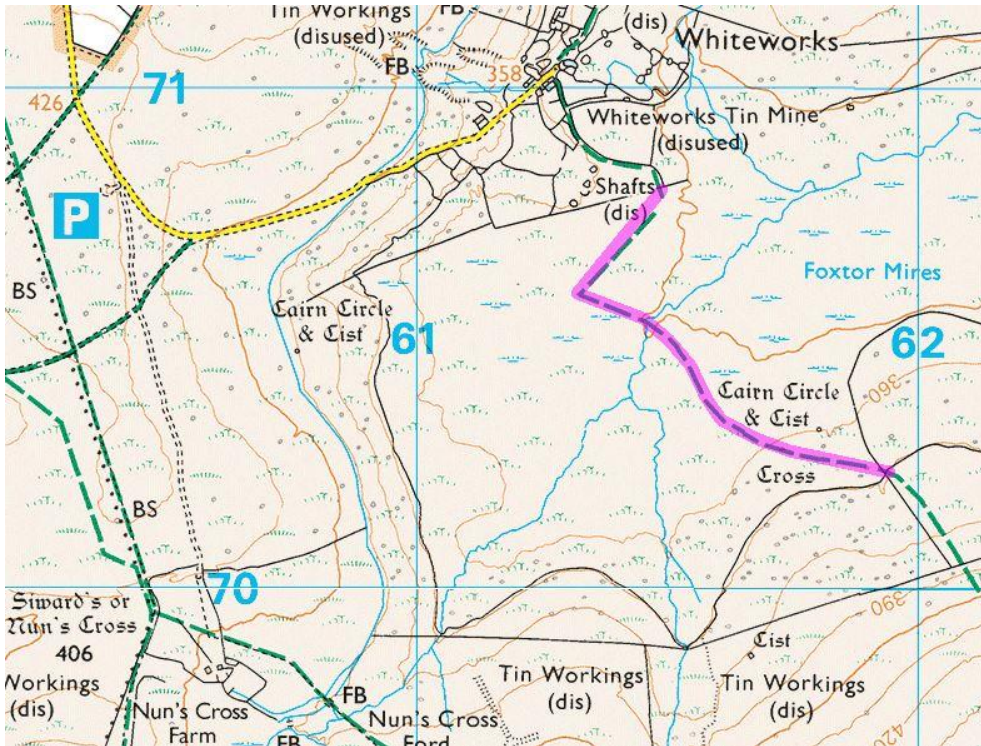 Tin Workings
(disused)
FB
(dis)
Whiteworks
FB
358
71
426
Whiteworks Tin Mine
(disused)
Shafts
(dis)
P
BS
Foxtor Mires
Cairn Circle
& Cist
61
62
360
Cairn Circle
& Cist
Cross
BS
70
Siward's or
Nun's Cross
406
390
Cist
Workings
(dis)
Tin Workings
(dis)
Tin Workings
(dis)
FB
Nun's Cross
Farm
Nun's Cross
Ford
FB
420